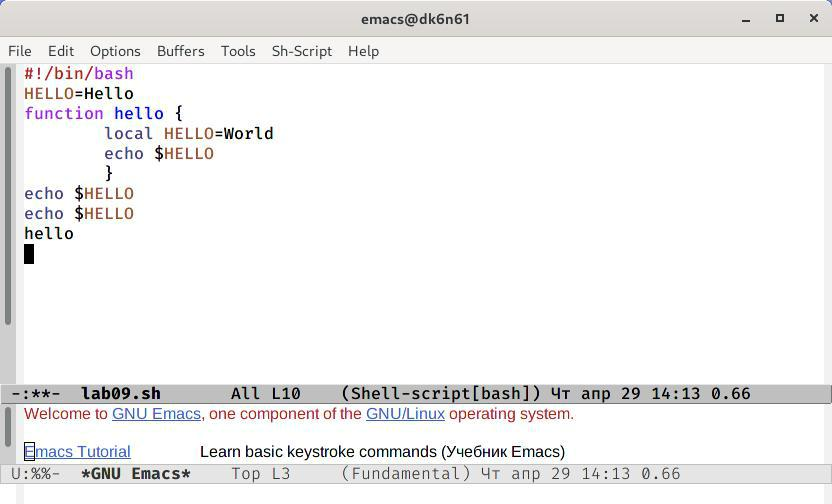 emacs@dk6n61
File Edit Options Buffers Tools Sh-Script Help
#!/bin/bash
HELLO=Hello
function hello {
        local HELLO=World
        echo $HELLO
        }
echo $HELLO
echo $HELLO
hello
-:**-  lab09.sh       All L10    (Shell-script[bash]) Чт апр 29 14:13 0.66
Welcome to GNU Emacs, one component of the GNU/Linux operating system.
Emacs Tutorial Learn basic keystroke commands (Учебник Emacs)
U:%%-  *GNU Emacs*    Top L3     (Fundamental) Чт апр 29 14:13 0.66